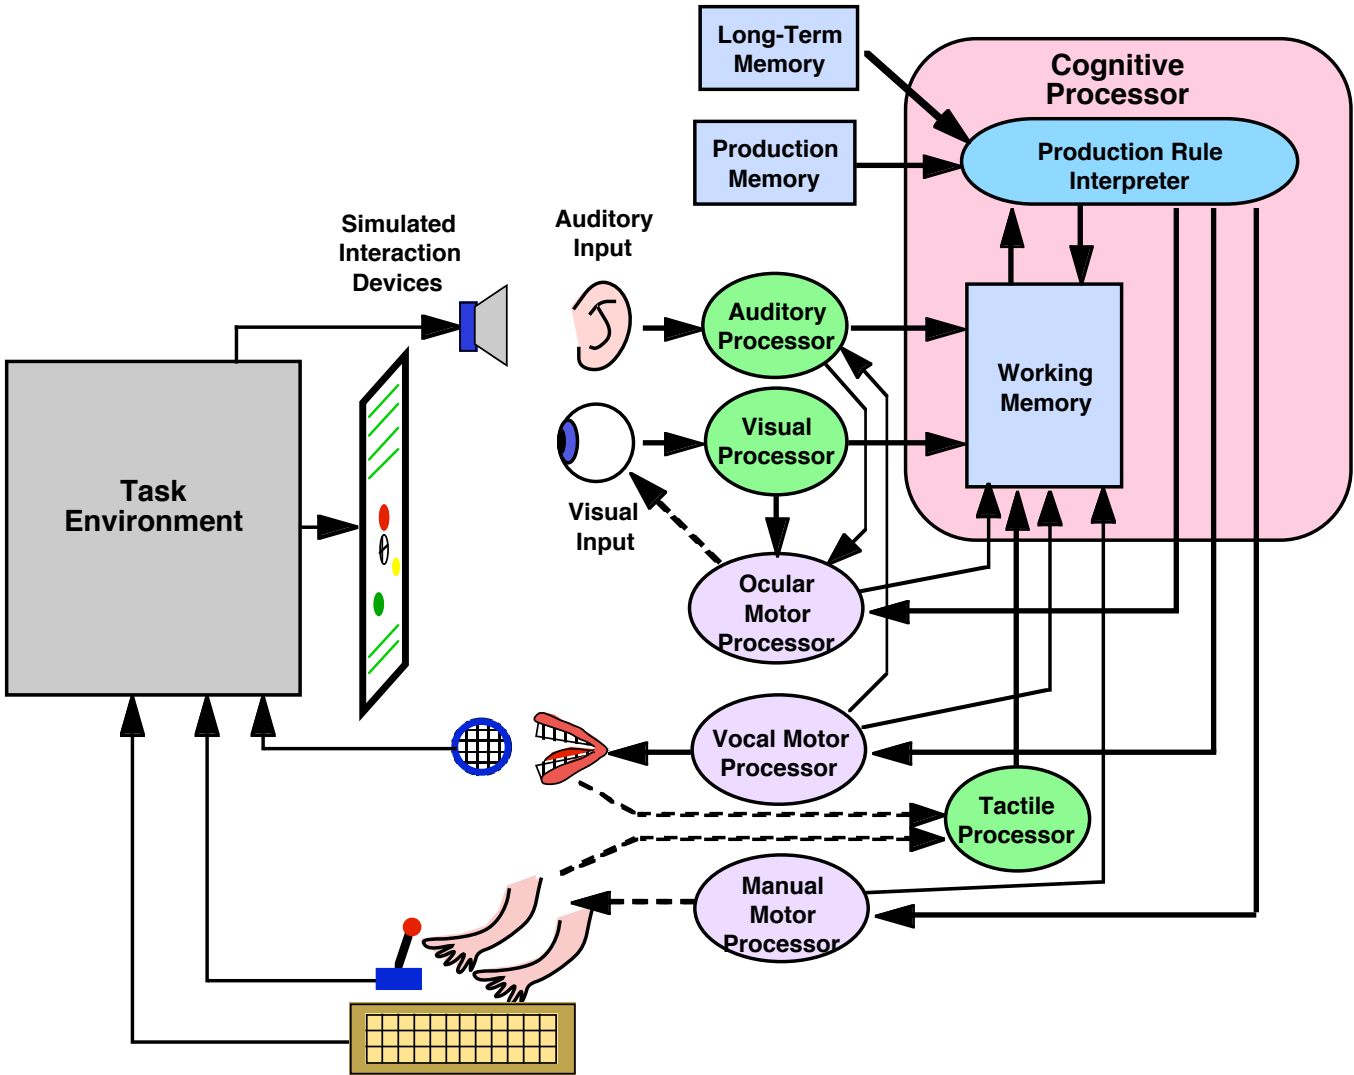 Long-Term
Memory
Cognitive
Processor
Production
Memory
Production Rule
Interpreter
Simulated
Interaction
Devices
Auditory
Input
Auditory
Processor
Working
Memory
Visual
Processor
Task
Environment
Visual
Input
Ocular
Motor
Processor
Vocal Motor
Processor
Tactile
Processor
Manual
Motor
Processor